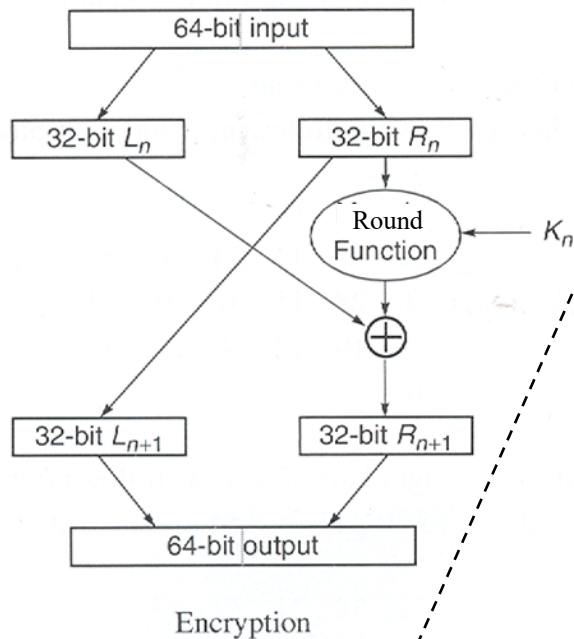 64-bit input
32-bit Lₙ
32-bit Rₙ
Round
Function
Kₙ
32-bit Lₙ₊₁
32-bit Rₙ₊₁
64-bit output
Encryption